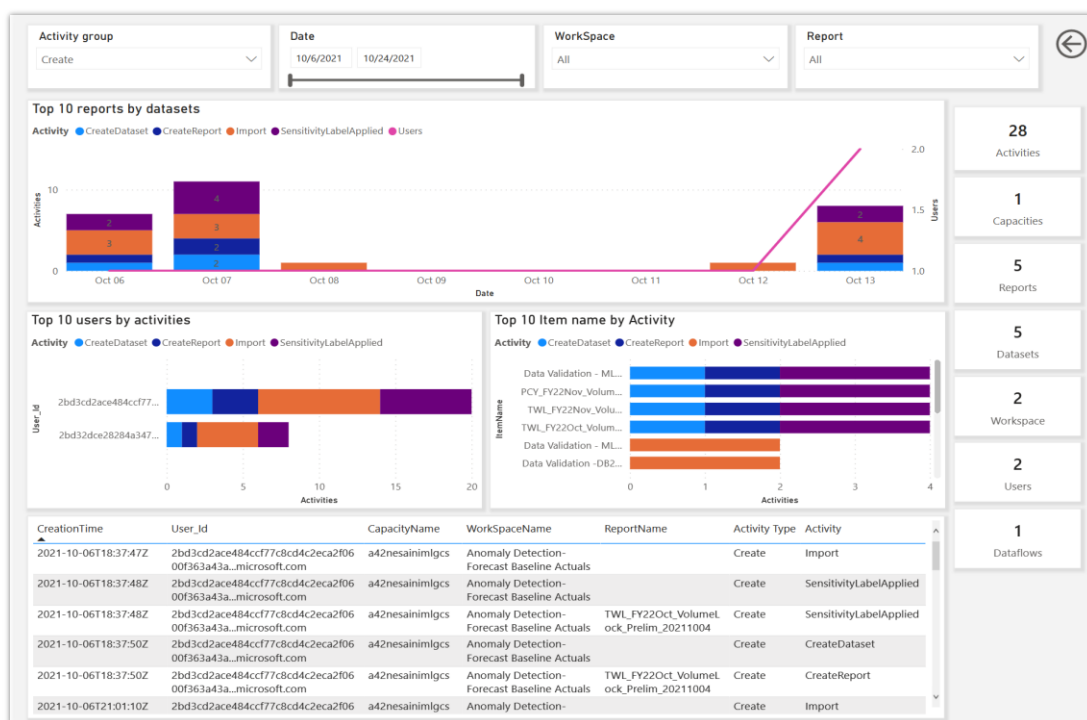 Activity group
Create
Date
10/6/2021 10/24/2021
WorkSpace
All
Report
All
Top 10 reports by datasets
Activity CreateDataset CreateReport Import SensitivityLabelApplied Users
2.0
10
4
2
3
1.5
2
3
2
4
2
0
1.0
Activities
Users
Oct 06 Oct 07 Oct 08 Oct 09 Oct 10 Oct 11 Oct 12 Oct 13
Date
28
Activities
1
Capacities
5
Reports
5
Datasets
2
Workspace
2
Users
1
Dataflows
Top 10 users by activities
Activity CreateDataset CreateReport Import SensitivityLabelApplied
User_Id
2bd3cd2ace484ccf77...
2bd32dce28284a347...
0 5 10 15 20
Activities
Top 10 Item name by Activity
Activity CreateDataset CreateReport Import SensitivityLabelApplied
ItemName
Data Validation - ML...
PCY_FY22Nov_Volum...
TWL_FY22Nov_Volu...
TWL_FY22Oct_Volum...
Data Validation - ML...
Data Validation -DB2...
0 1 2 3 4
Activities
CreationTime User_Id CapacityName WorkSpaceName ReportName Activity Type Activity
2021-10-06T18:37:47Z 2bd3cd2ace484ccf77c8cd4c2eca2f06 a42nesainimlgcs Anomaly Detection- Create Import
00f363a43a...microsoft.com Forecast Baseline Actuals
2021-10-06T18:37:48Z 2bd3cd2ace484ccf77c8cd4c2eca2f06 a42nesainimlgcs Anomaly Detection- Create SensitivityLabelApplied
00f363a43a...microsoft.com Forecast Baseline Actuals
2021-10-06T18:37:48Z 2bd3cd2ace484ccf77c8cd4c2eca2f06 a42nesainimlgcs Anomaly Detection- TWL_FY22Oct_VolumeL Create SensitivityLabelApplied
00f363a43a...microsoft.com Forecast Baseline Actuals ock_Prelim_20211004
2021-10-06T18:37:50Z 2bd3cd2ace484ccf77c8cd4c2eca2f06 a42nesainimlgcs Anomaly Detection- Create CreateDataset
00f363a43a...microsoft.com Forecast Baseline Actuals
2021-10-06T18:37:50Z 2bd3cd2ace484ccf77c8cd4c2eca2f06 a42nesainimlgcs Anomaly Detection- TWL_FY22Oct_VolumeL Create CreateReport
00f363a43a...microsoft.com Forecast Baseline Actuals ock_Prelim_20211004
2021-10-06T21:01:10Z 2bd3cd2ace484ccf77c8cd4c2eca2f06 a42nesainimlgcs Anomaly Detection- Create Import